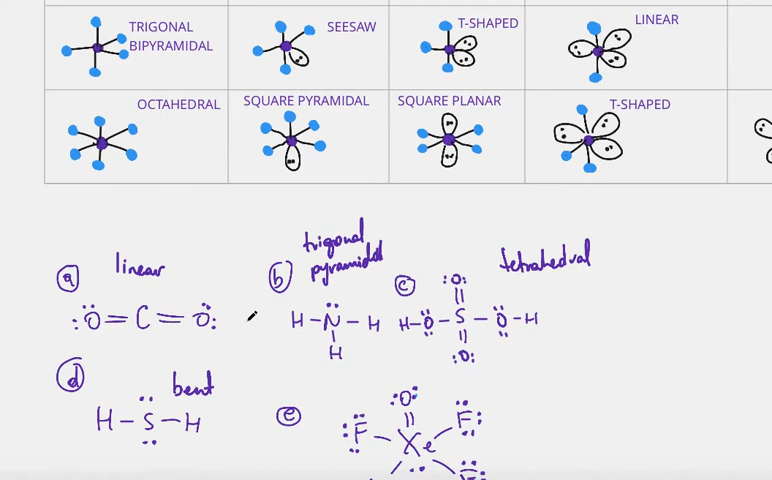 TRIGONAL
BIPYRAMIDAL
SEESAW
T-SHAPED
LINEAR
OCTAHEDRAL
SQUARE PYRAMIDAL
SQUARE PLANAR
T-SHAPED
a linear
O=C=O
b trigonal
pyramidal
H-N-H
H
c tetrahedral
O
H-O-S-O-H
O
d bent
H-S-H
e
O
F Xe F
F